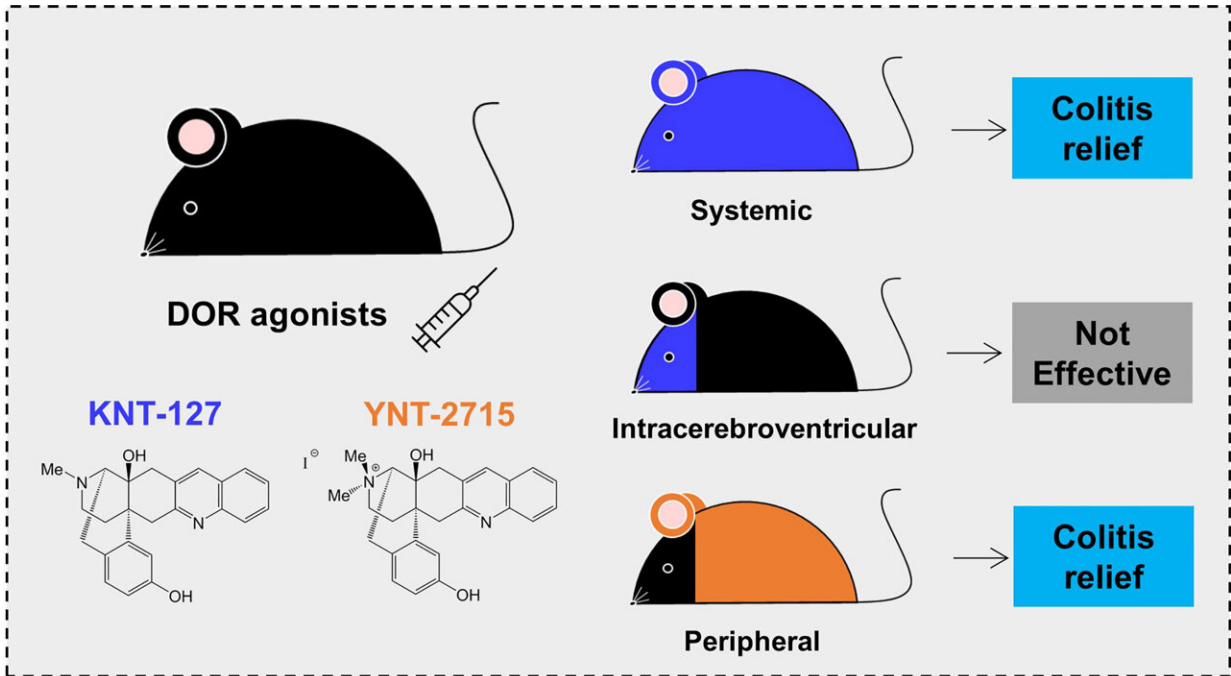 DOR agonists
KNT-127
YNT-2715
Me
N
OH
N
OH
I ⊖
Me
Me
N ⊕
OH
N
OH
Systemic
Colitis
relief
Intracerebroventricular
Not
Effective
Peripheral
Colitis
relief